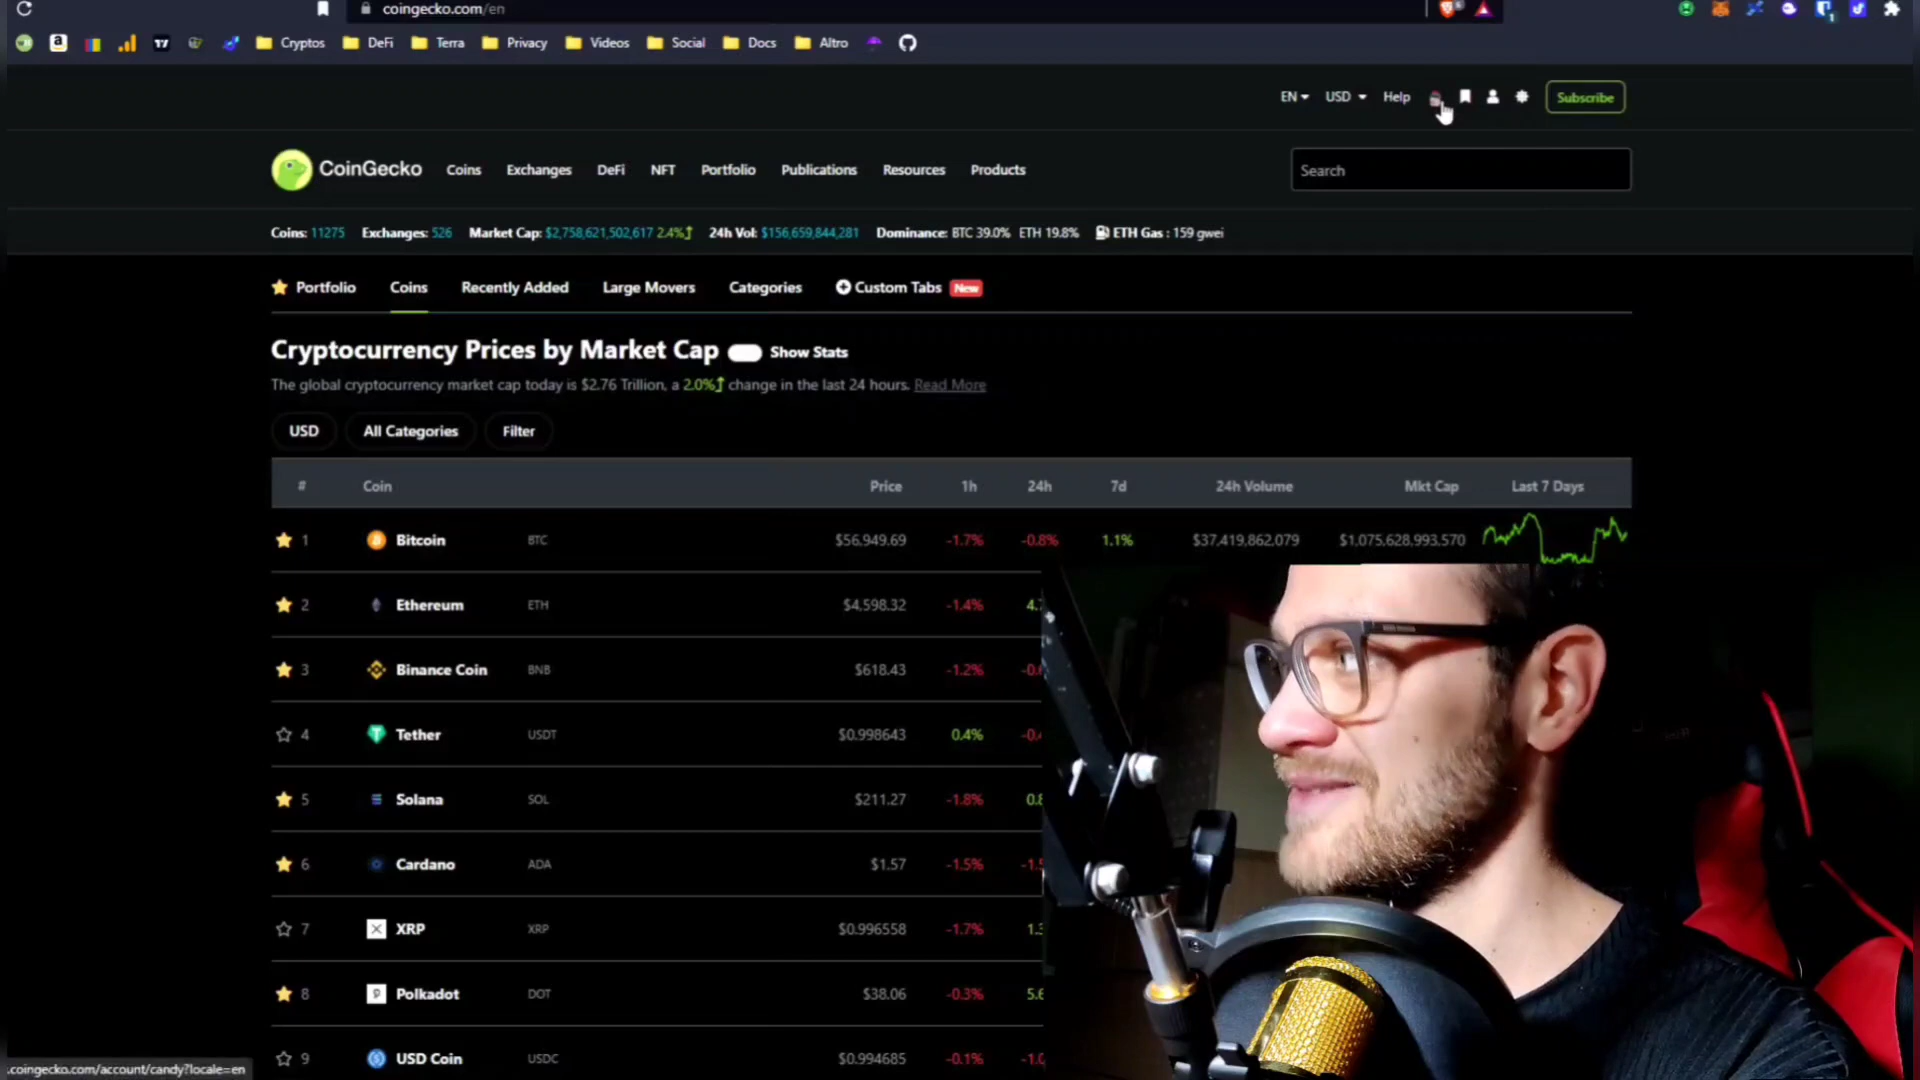 coingecko.com/en
Cryptos DeFi Terra Privacy Videos Social Docs Altro
EN USD Help Subscribe
CoinGecko Coins Exchanges DeFi NFT Portfolio Publications Resources Products Search
Coins: 11275 Exchanges: 526 Market Cap: $2,758,621,502,617 2.4% 24h Vol: $156,659,844,281 Dominance: BTC 39.0% ETH 19.8% ETH Gas : 159 gwei
Portfolio Coins Recently Added Large Movers Categories Custom Tabs New
Cryptocurrency Prices by Market Cap Show Stats
The global cryptocurrency market cap today is $2.76 Trillion, a 2.0% change in the last 24 hours. Read More
USD All Categories Filter
# Coin Price 1h 24h 7d 24h Volume Mkt Cap Last 7 Days
1 Bitcoin BTC $56,949.69 -1.7% -0.8% 1.1% $37,419,862,079 $1,075,628,993,570
2 Ethereum ETH $4,598.32 -1.4%
3 Binance Coin BNB $618.43 -1.2%
4 Tether USDT $0.998643 0.4%
5 Solana SOL $211.27 -1.8%
6 Cardano ADA $1.57 -1.5%
7 XRP XRP $0.996558 -1.7%
8 Polkadot DOT $38.06 -0.3%
9 USD Coin USDC $0.994685 -0.1%
.coingecko.com/account/candy?locale=en